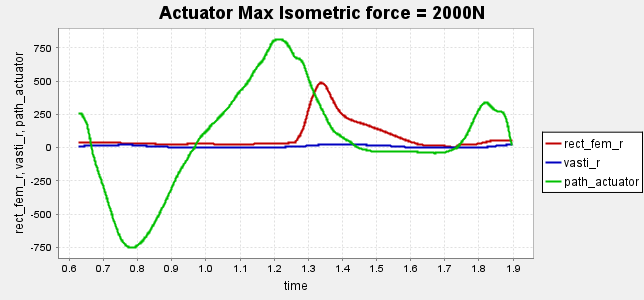 Actuator Max Isometric force = 2000N
rect_fem_r, vasti_r, path_actuator
750
500
250
0
-250
-500
-750
0.6 0.7 0.8 0.9 1.0 1.1 1.2 1.3 1.4 1.5 1.6 1.7 1.8 1.9
time
rect_fem_r
vasti_r
path_actuator